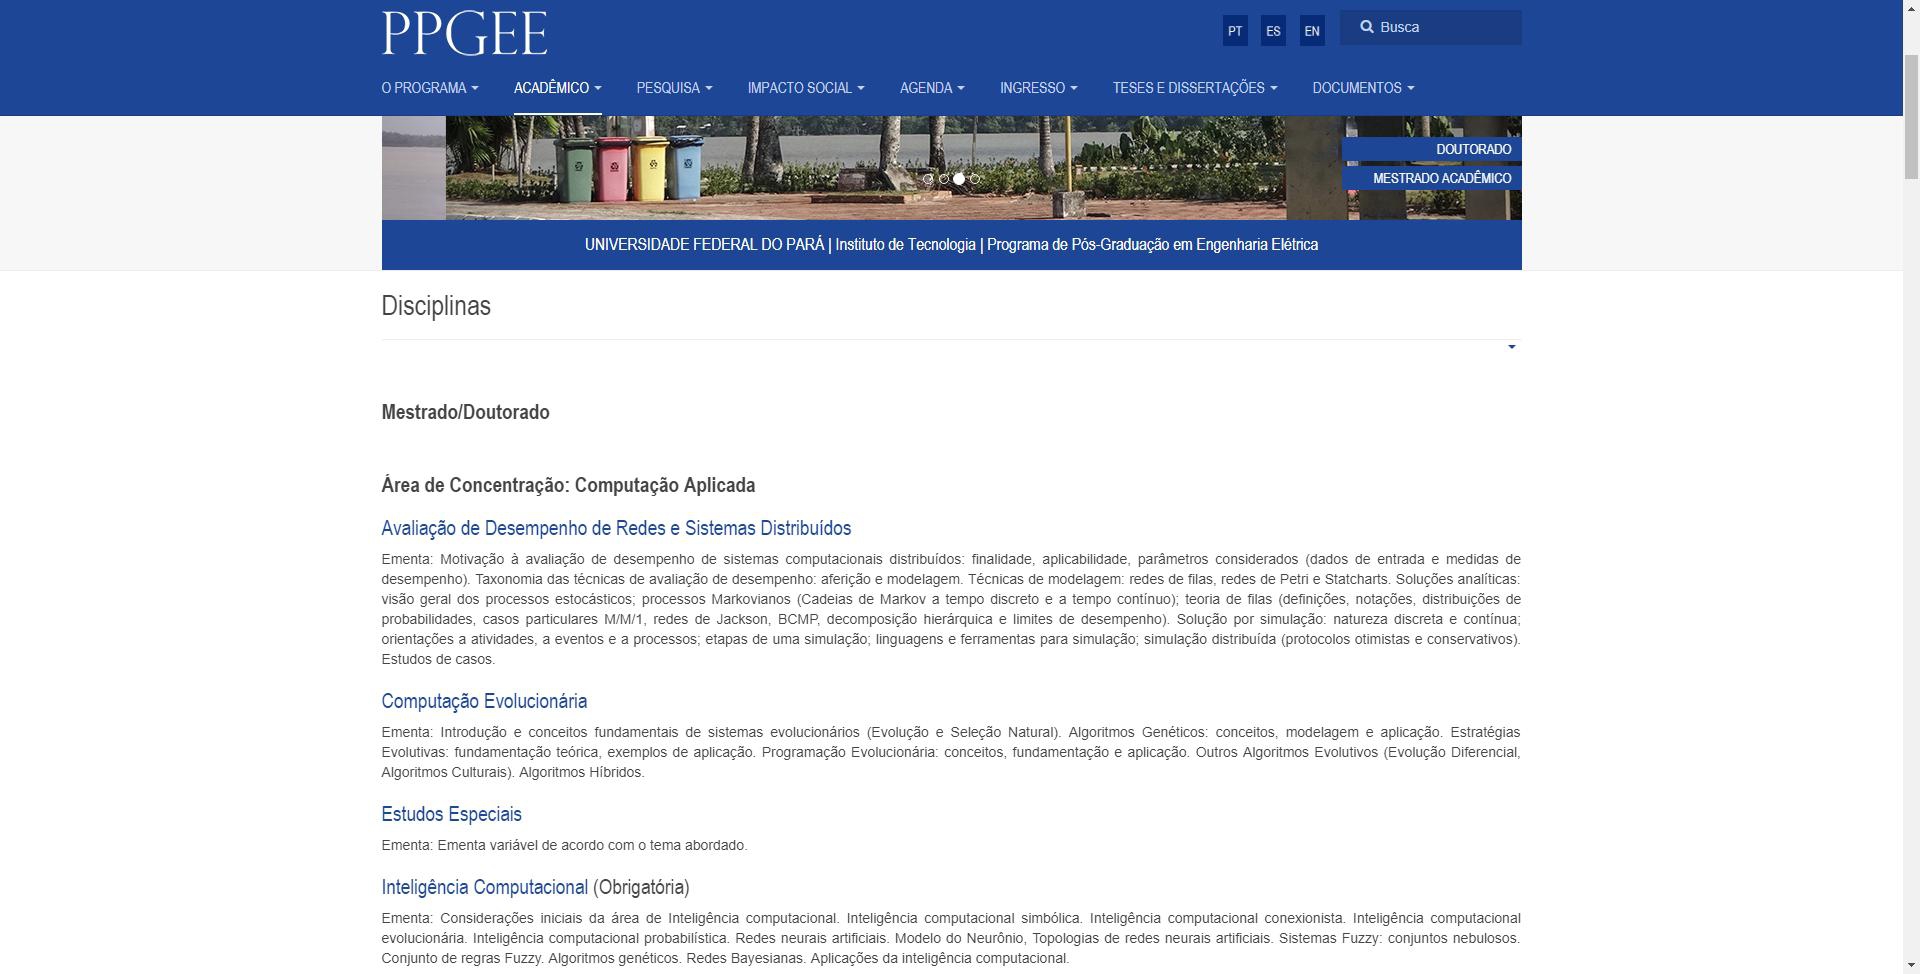 PPGEE
PT ES EN Busca
O PROGRAMA ACADÊMICO PESQUISA IMPACTO SOCIAL AGENDA INGRESSO TESES E DISSERTAÇÕES DOCUMENTOS
DOUTORADO
MESTRADO ACADÊMICO
UNIVERSIDADE FEDERAL DO PARÁ | Instituto de Tecnologia | Programa de Pós-Graduação em Engenharia Elétrica
Disciplinas
Mestrado/Doutorado
Área de Concentração: Computação Aplicada
Avaliação de Desempenho de Redes e Sistemas Distribuídos
Ementa: Motivação à avaliação de desempenho de sistemas computacionais distribuídos: finalidade, aplicabilidade, parâmetros considerados (dados de entrada e medidas de
desempenho). Taxonomia das técnicas de avaliação de desempenho: aferição e modelagem. Técnicas de modelagem: redes de filas, redes de Petri e Statcharts. Soluções analíticas:
visão geral dos processos estocásticos; processos Markovianos (Cadeias de Markov a tempo discreto e a tempo contínuo); teoria de filas (definições, notações, distribuições de
probabilidades, casos particulares M/M/1, redes de Jackson, BCMP, decomposição hierárquica e limites de desempenho). Solução por simulação: natureza discreta e contínua;
orientações a atividades, a eventos e a processos; etapas de uma simulação; linguagens e ferramentas para simulação; simulação distribuída (protocolos otimistas e conservativos).
Estudos de casos.
Computação Evolucionária
Ementa: Introdução e conceitos fundamentais de sistemas evolucionários (Evolução e Seleção Natural). Algoritmos Genéticos: conceitos, modelagem e aplicação. Estratégias
Evolutivas: fundamentação teórica, exemplos de aplicação. Programação Evolucionária: conceitos, fundamentação e aplicação. Outros Algoritmos Evolutivos (Evolução Diferencial,
Algoritmos Culturais). Algoritmos Híbridos.
Estudos Especiais
Ementa: Ementa variável de acordo com o tema abordado.
Inteligência Computacional (Obrigatória)
Ementa: Considerações iniciais da área de Inteligência computacional. Inteligência computacional simbólica. Inteligência computacional conexionista. Inteligência computacional
evolucionária. Inteligência computacional probabilística. Redes neurais artificiais. Modelo do Neurônio, Topologias de redes neurais artificiais. Sistemas Fuzzy: conjuntos nebulosos.
Conjunto de regras Fuzzy. Algoritmos genéticos. Redes Bayesianas. Aplicações da inteligência computacional.